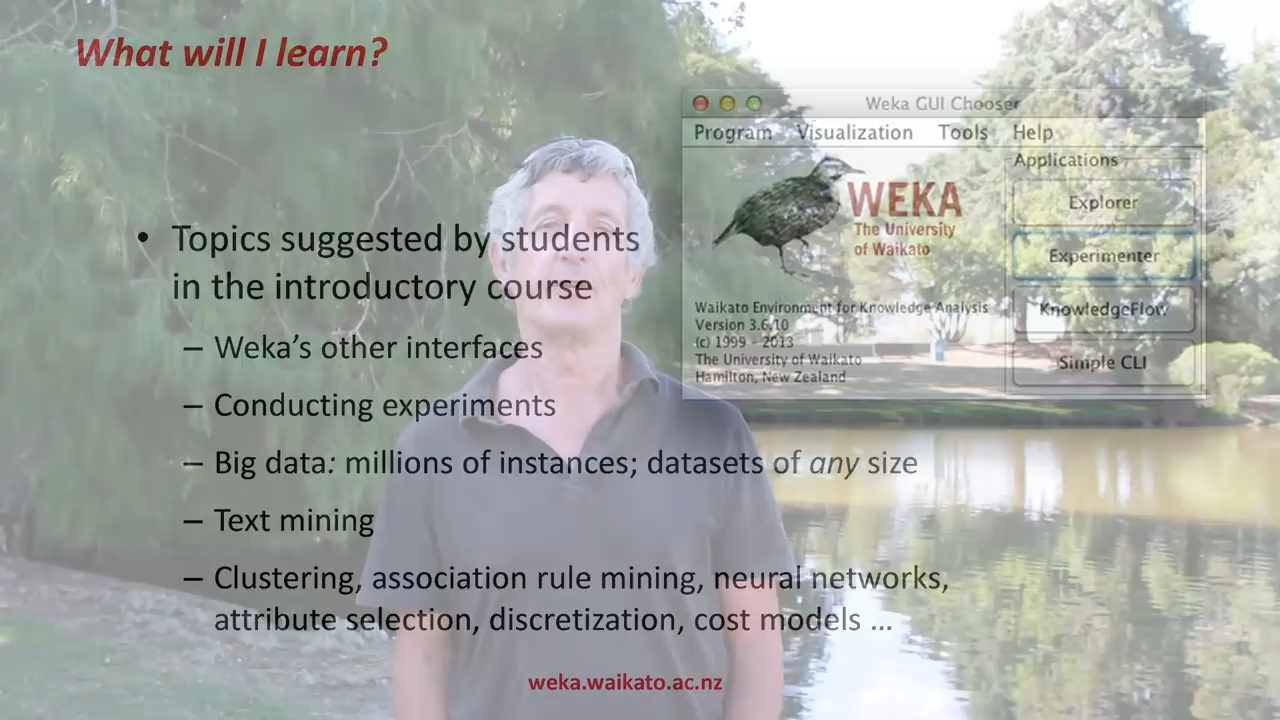 What will I learn?
• Topics suggested by students
in the introductory course
– Weka’s other interfaces
– Conducting experiments
– Big data: millions of instances; datasets of any size
– Text mining
– Clustering, association rule mining, neural networks,
attribute selection, discretization, cost models ...
Weka GUI Chooser
Program Visualization Tools Help
WEKA
The University
of Waikato
Waikato Environment for Knowledge Analysis
Version 3.6.10
(c) 1999 - 2013
The University of Waikato
Hamilton, New Zealand
Applications
Explorer
Experimenter
KnowledgeFlow
Simple CLI
weka.waikato.ac.nz